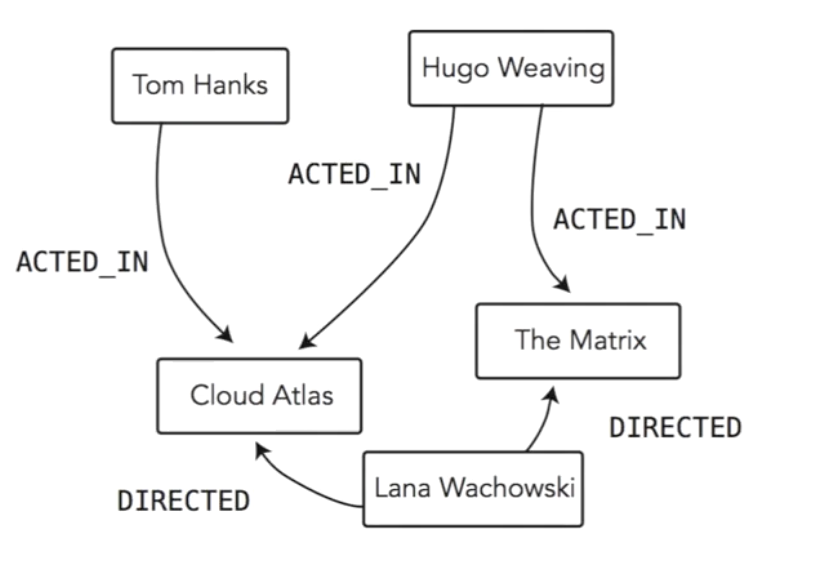 Tom Hanks
Hugo Weaving
ACTED_IN
ACTED_IN
ACTED_IN
The Matrix
Cloud Atlas
DIRECTED
Lana Wachowski
DIRECTED